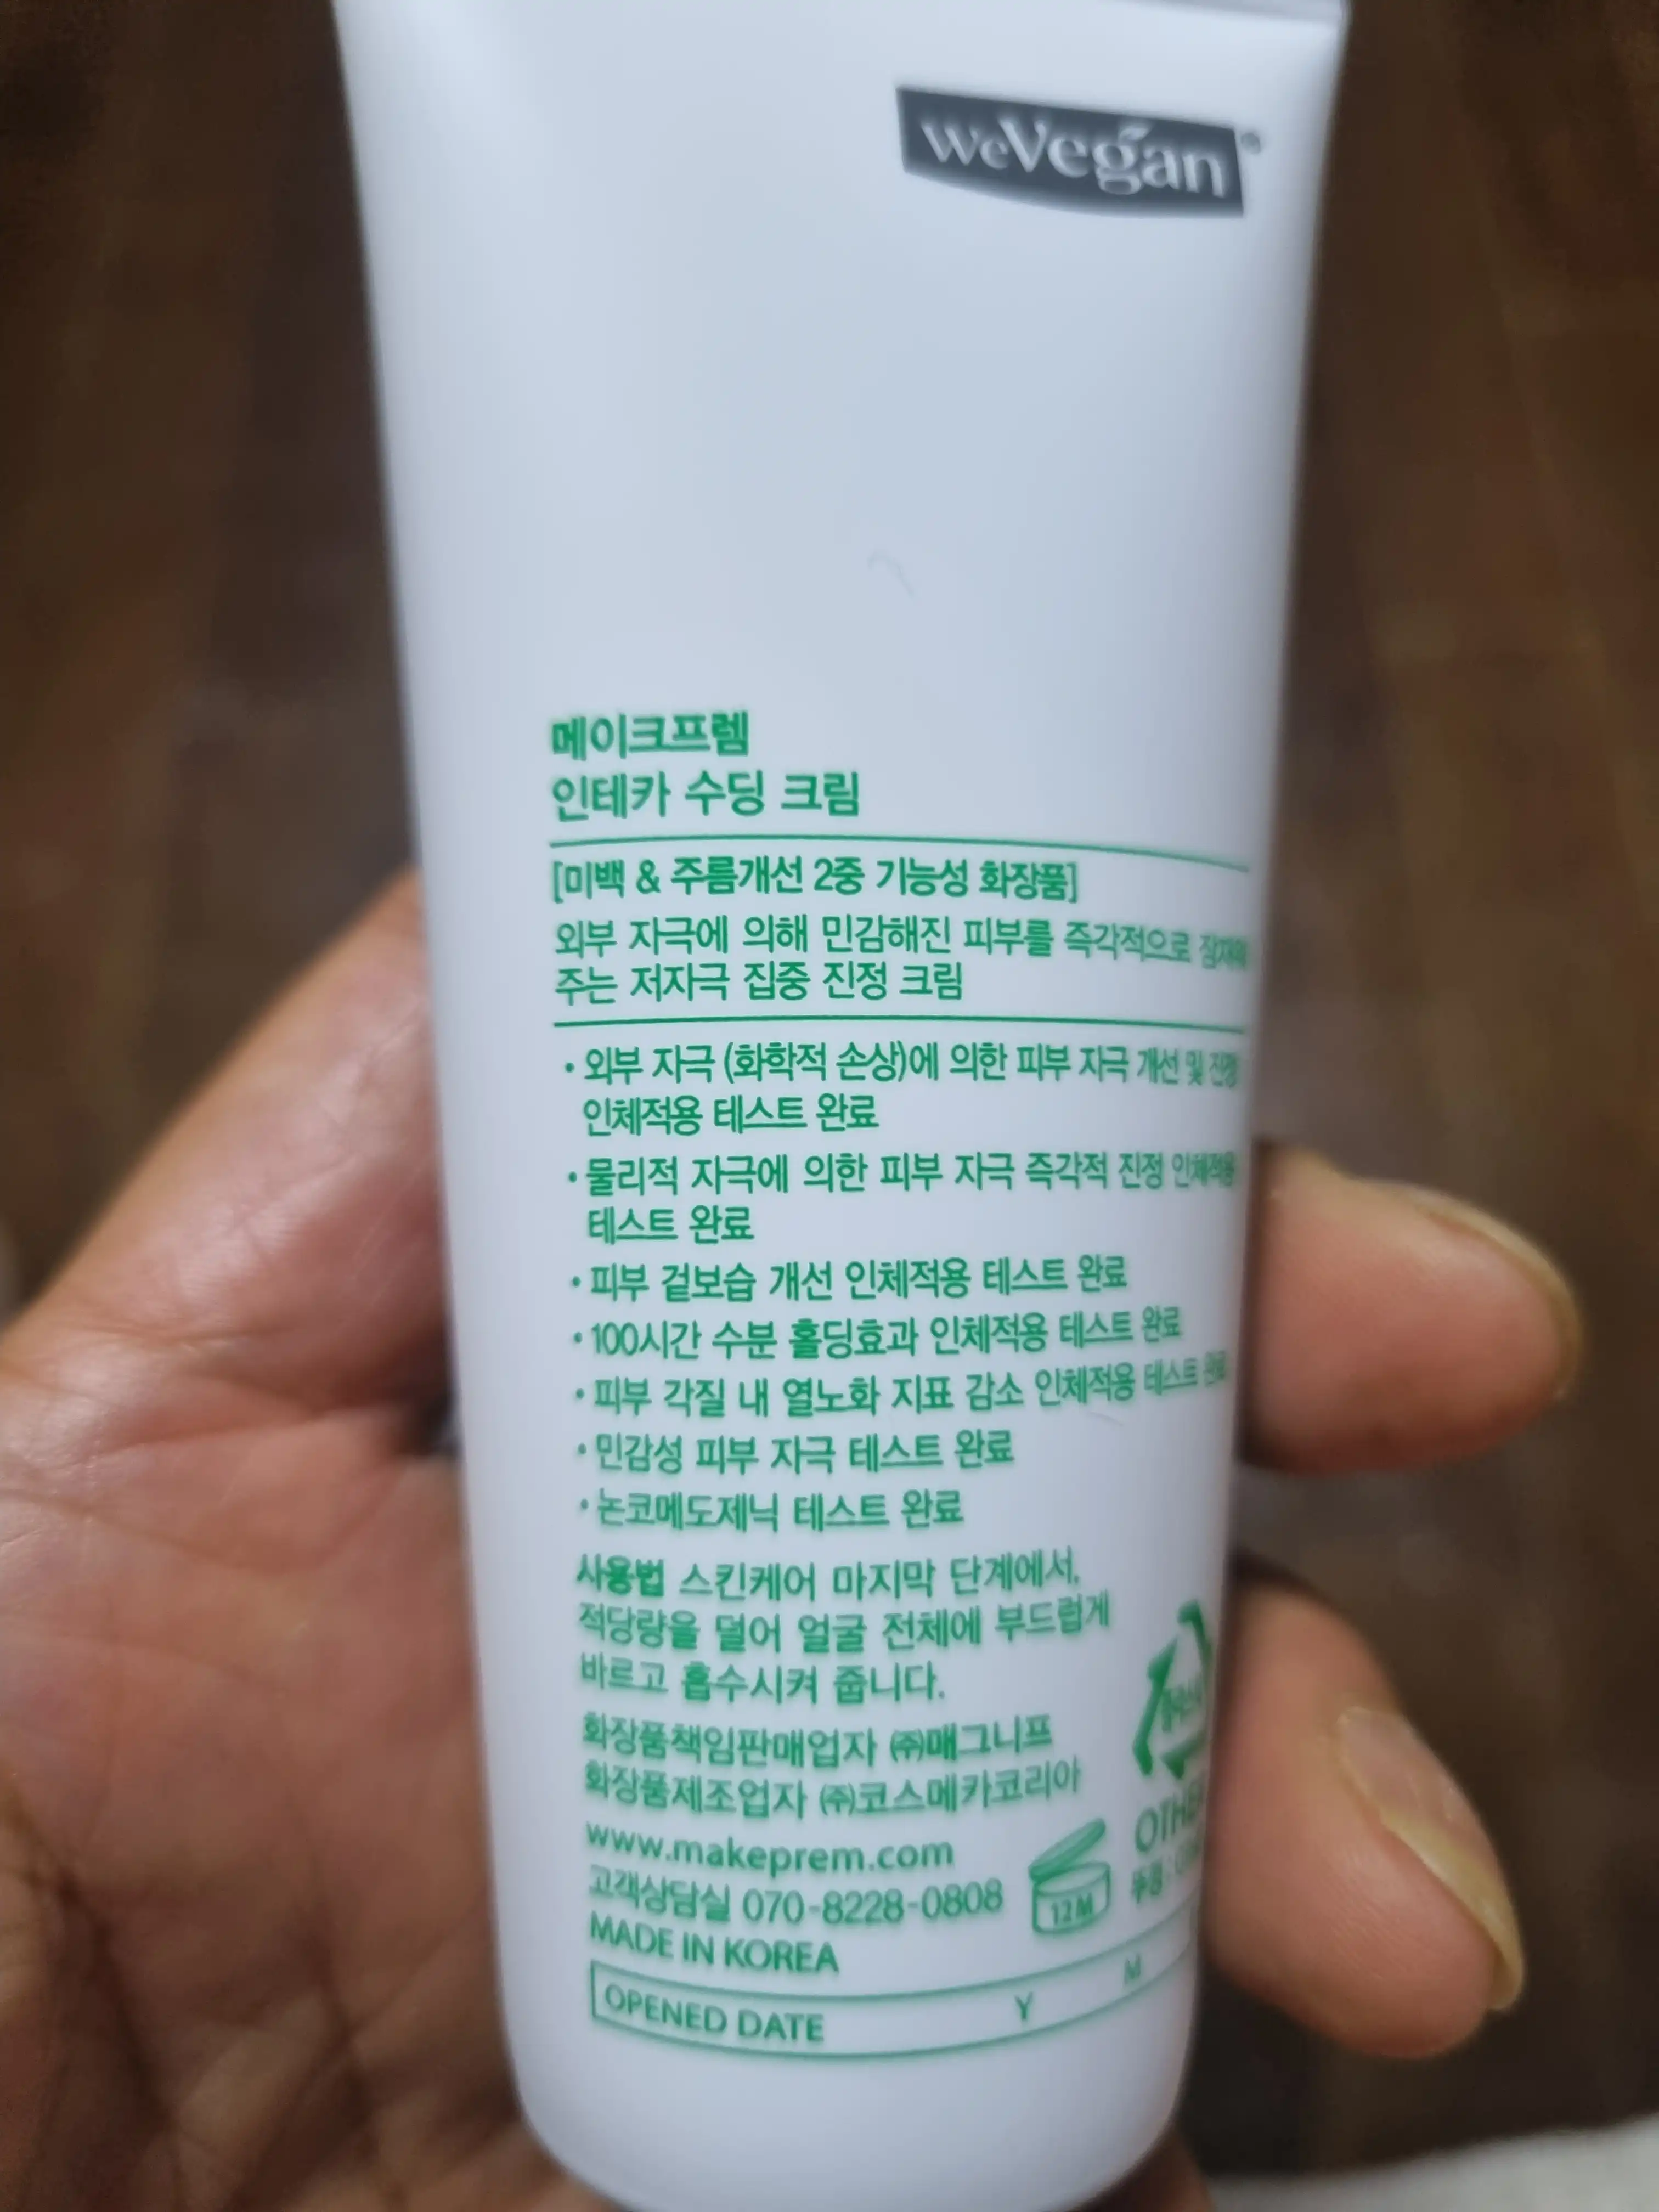 weVegan®
메이크프렘
인테카 수딩 크림
[미백 & 주름개선 2중 기능성 화장품]
외부 자극에 의해 민감해진 피부를 즉각적으로
주는 저자극 집중 진정 크림
• 외부 자극 (화학적 손상)에 의한 피부 자극 개선 및 진정
인체적용 테스트 완료
• 물리적 자극에 의한 피부 자극 즉각적 진정 인체적용
테스트 완료
• 피부 겉보습 개선 인체적용 테스트 완료
• 100시간 수분 홀딩효과 인체적용 테스트 완료
• 피부 각질 내 열노화 지표 감소 인체적용 테스트 완료
• 민감성 피부 자극 테스트 완료
• 논코메도제닉 테스트 완료
사용법 스킨케어 마지막 단계에서,
적당량을 덜어 얼굴 전체에 부드럽게
바르고 흡수시켜 줍니다.
화장품책임판매업자 ㈜매그니프
화장품제조업자 ㈜코스메카코리아
www.makeprem.com
고객상담실 070-8228-0808
MADE IN KOREA
12M
OTHER
OPENED DATE Y M